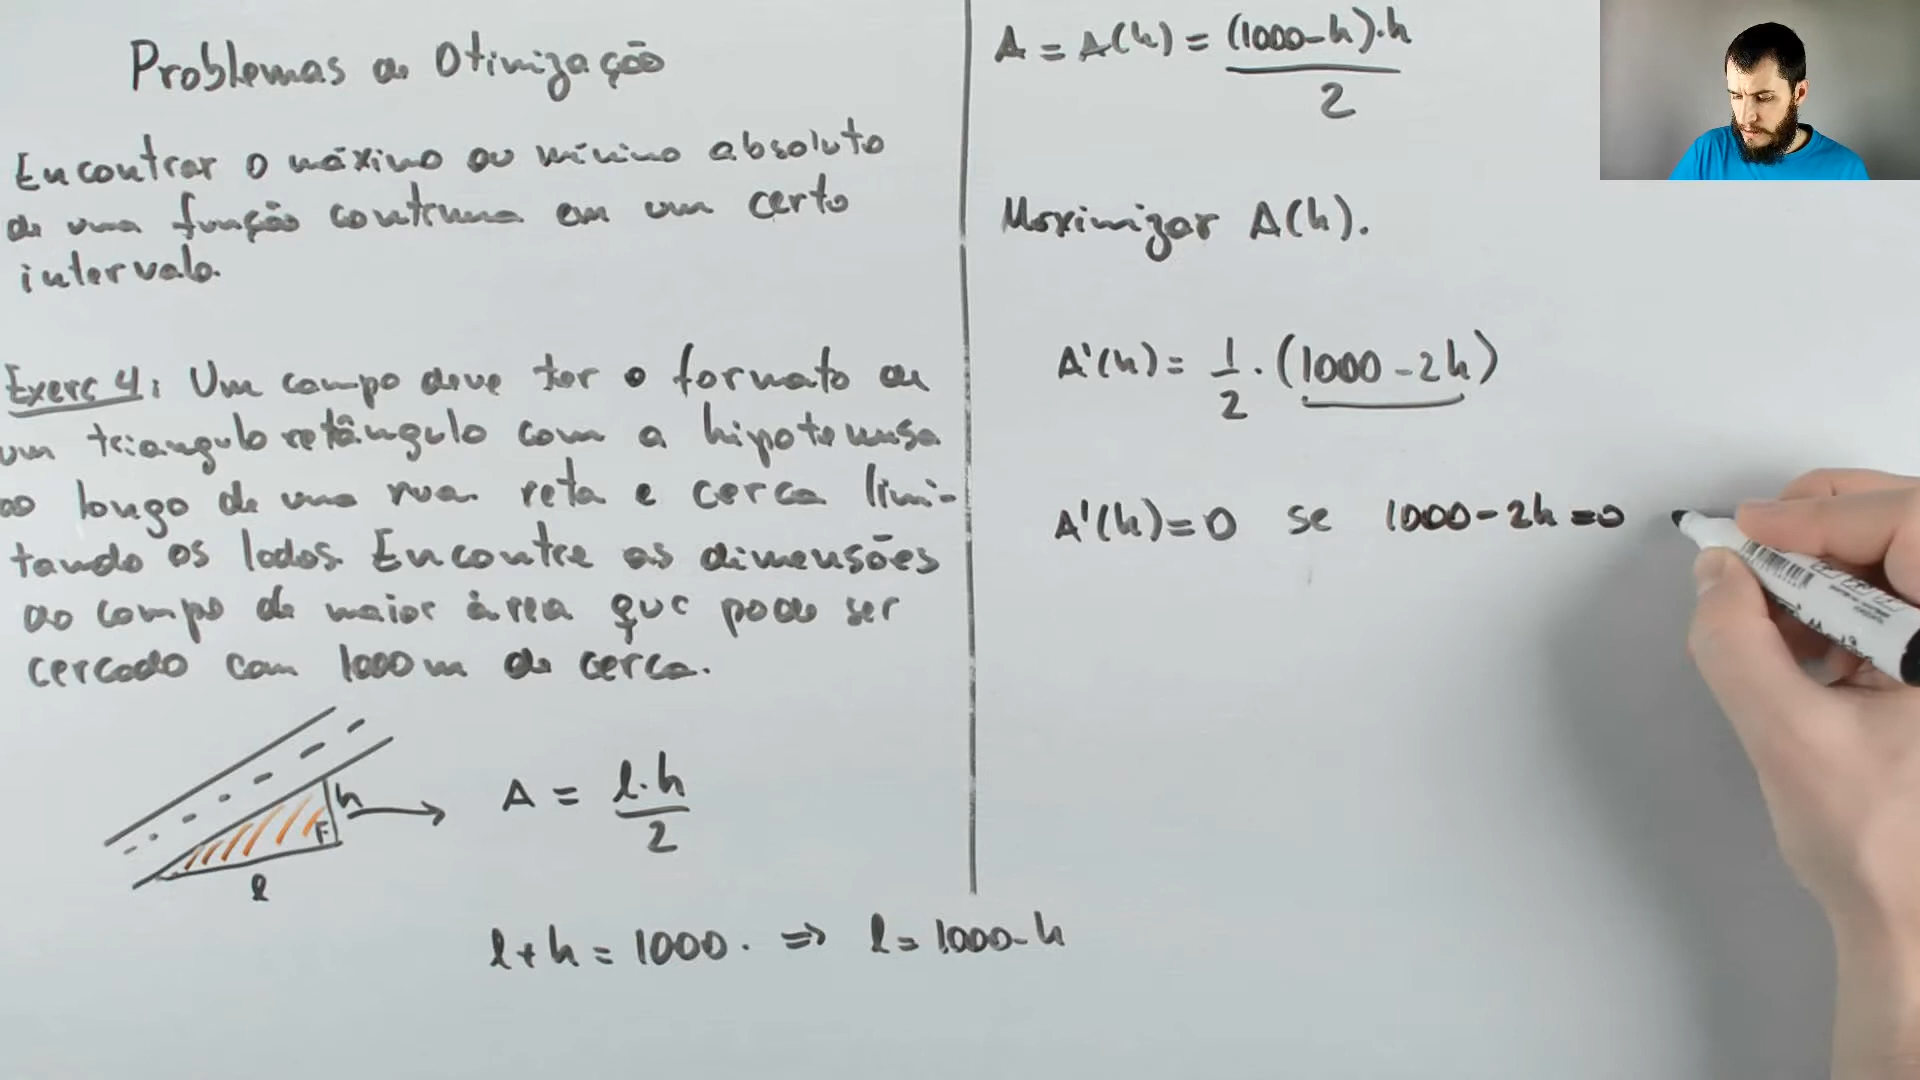 Problemas de Otimização
Encontrar o máximo ou mínimo absoluto
de uma função contínua em um certo
intervalo.
Exerc 4: Um campo deve ter o formato de
um triangulo retângulo com a hipotenusa
ao longo de uma rua reta e cerca limi-
tando os lados. Encontre as dimensões
do campo de maior área que pode ser
cercado com 1000 m de cerca.
h
l
A = l·h / 2
l + h = 1000. ⇒ l = 1000 - h
A = A(h) = (1000 - h)·h / 2
Maximizar A(h).
A'(h) = 1/2 · (1000 - 2h)
A'(h) = 0 se 1000 - 2h = 0